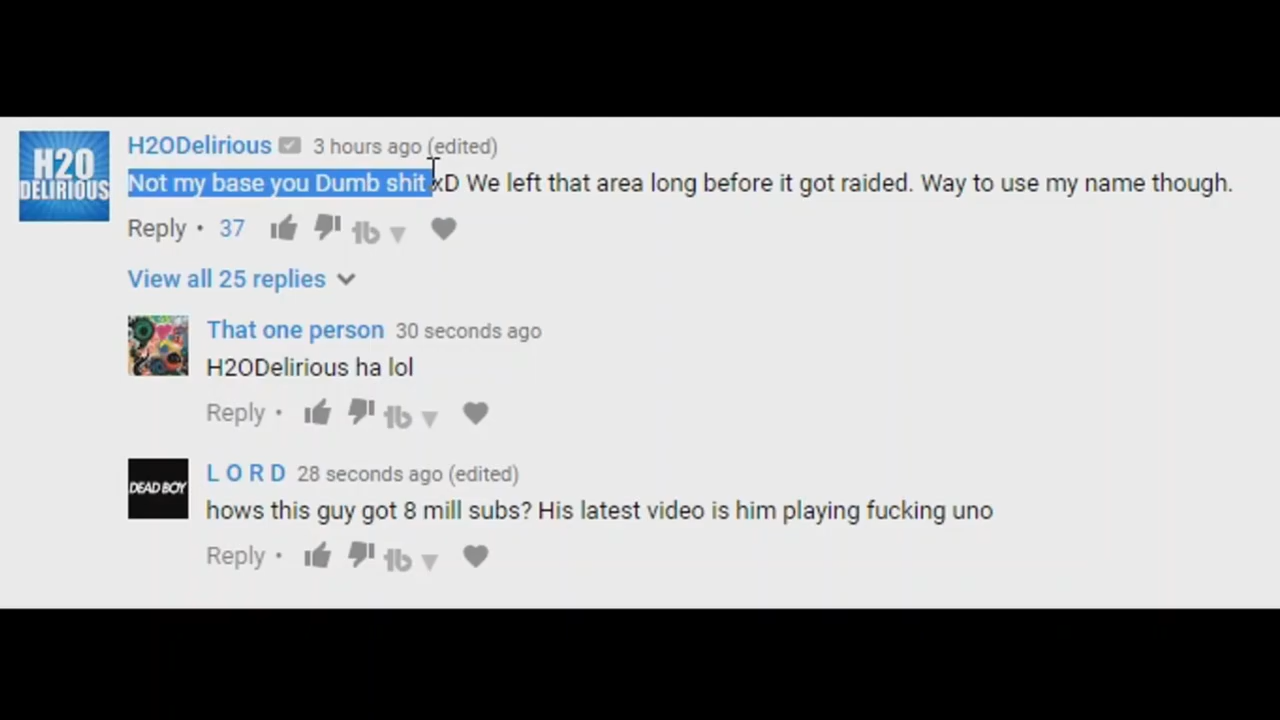 H2O
DELIRIOUS
H2ODelirious 3 hours ago (edited)
Not my base you Dumb shit xD We left that area long before it got raided. Way to use my name though.
Reply • 37
View all 25 replies
That one person 30 seconds ago
H2ODelirious ha lol
Reply •
DEAD BOY
L O R D 28 seconds ago (edited)
hows this guy got 8 mill subs? His latest video is him playing fucking uno
Reply •